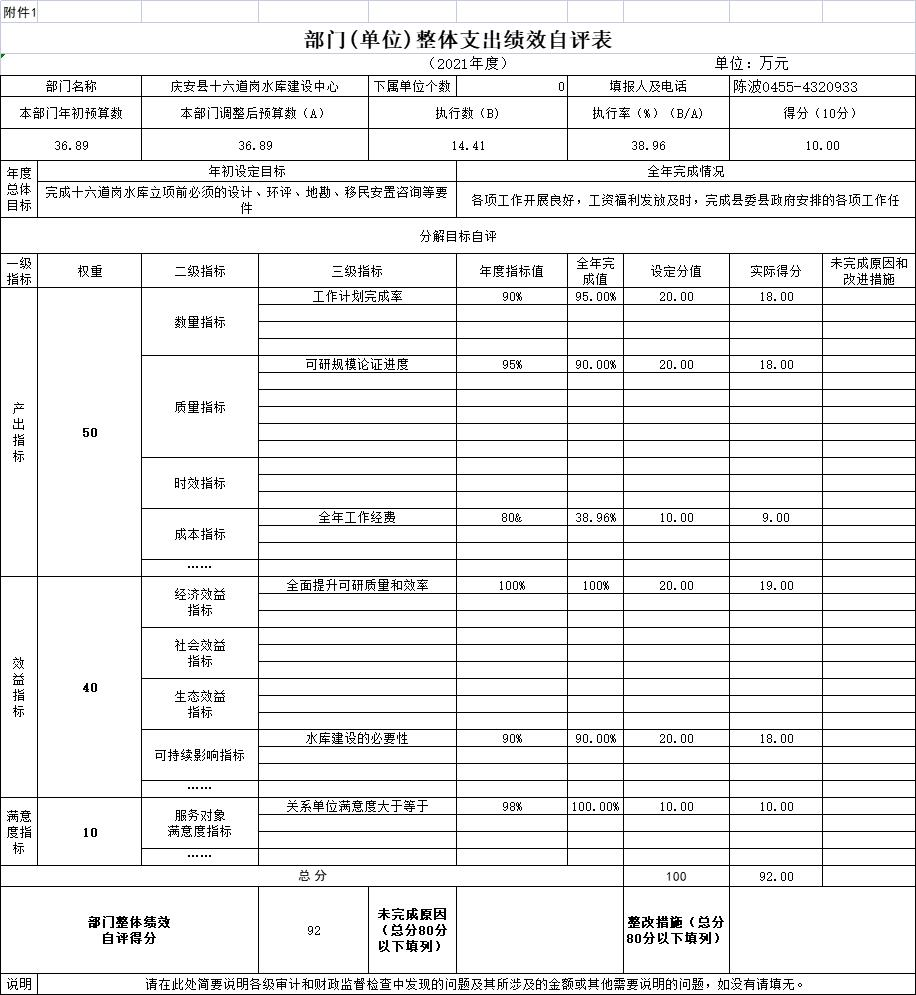 附件1
部门(单位)整体支出绩效自评表
（2021年度） 单位：万元
部门名称 庆安县十六道岗水库建设中心 下属单位个数 0 填报人及电话 陈波0455-4320933
本部门年初预算数 本部门调整后预算数（A） 执行数（B） 执行率（%）（B/A) 得分（10分）
36.89 36.89 14.41 38.96 10.00
年度
总体
目标
年初设定目标 全年完成情况
完成十六道岗水库立项前必须的设计、环评、地勘、移民安置咨询等要
件
各项工作开展良好，工资福利发放及时，完成县委县政府安排的各项工作任
分解目标自评
一级
指标
权重 二级指标 三级指标 年度指标值
全年完
成值
设定分值 实际得分
未完成原因和
改进措施
产
出
指
标
50
数量指标
工作计划完成率 90% 95.00% 20.00 18.00
质量指标
可研规模论证进度 95% 90.00% 20.00 18.00
时效指标
成本指标
全年工作经费 80& 38.96% 10.00 9.00
……
效
益
指
标
40
经济效益
指标
全面提升可研质量和效率 100% 100% 20.00 19.00
社会效益
指标
生态效益
指标
可持续影响指标
水库建设的必要性 90% 90.00% 20.00 18.00
……
满意
度指
标
10
服务对象
满意度指标
关系单位满意度大于等于 98% 100.00% 10.00 10.00
……
总分 100 92.00
部门整体绩效
自评得分
92
未完成原因
（总分80分
以下填列）
整改措施（总分
80分以下填列）
说明 请在此处简要说明各级审计和财政监督检查中发现的问题及其所涉及的金额或其他需要说明的问题，如没有请填无。